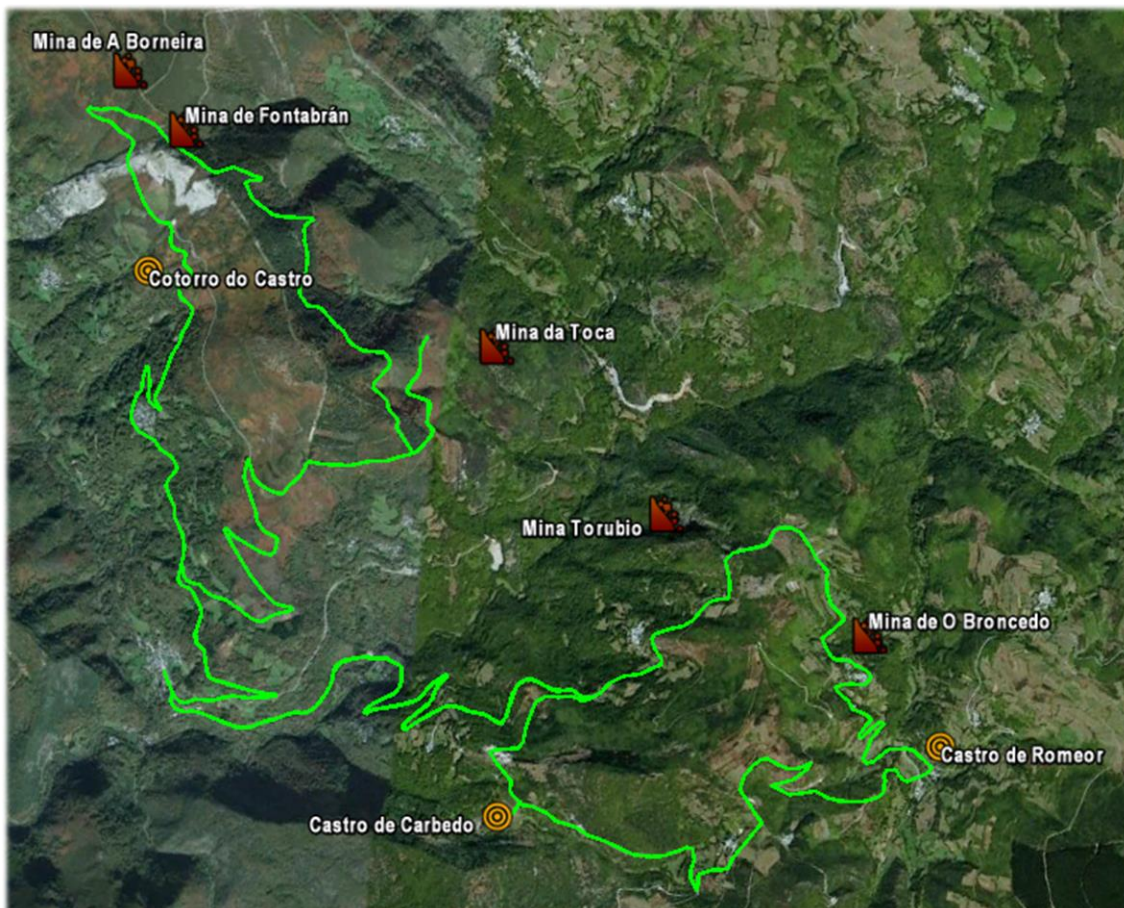 Mina de A Borneira
Mina de Fontabrán
Cotorro do Castro
Mina da Toca
Mina Torubio
Mina de O Broncedo
Castro de Romeor
Castro de Carbedo